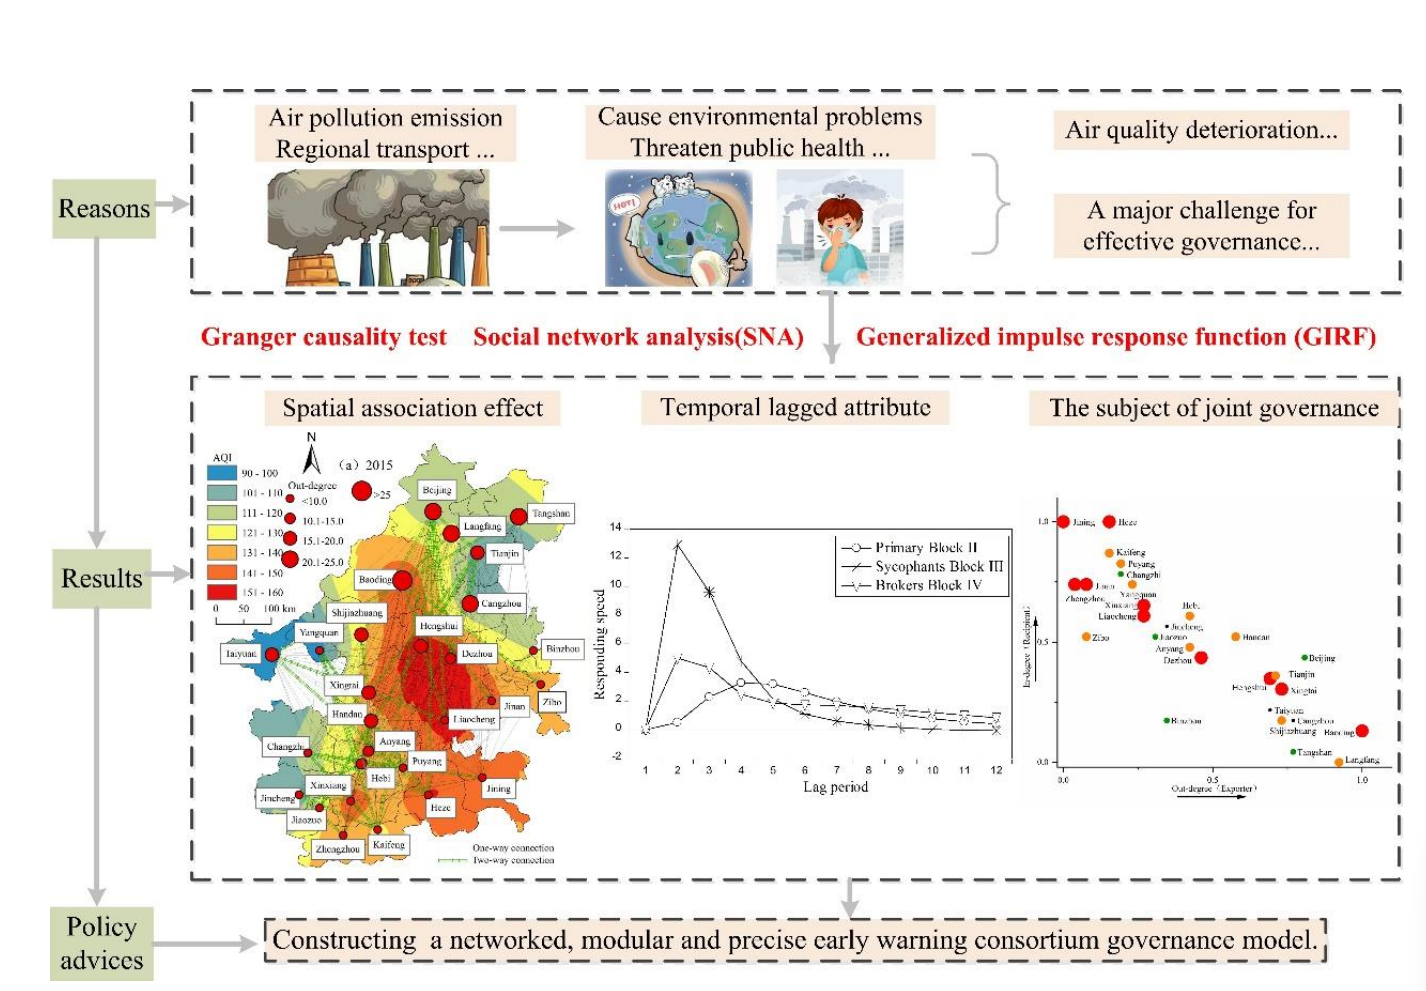 Air pollution emission
Regional transport ...
Cause environmental problems
Threaten public health ...
Air quality deterioration...
A major challenge for
effective governance...
HOT!
Reasons
Granger causality test
Social network analysis(SNA)
Generalized impulse response function (GIRF)
Results
Spatial association effect
Temporal lagged attribute
The subject of joint governance
N
(a) 2015
AQI
90 - 100
101 - 110
111 - 120
121 - 130
131 - 140
141 - 150
151 - 160
Out-degree
<10.0
10.1-15.0
15.1-20.0
20.1-25.0
>25
0 50 100 km
Beijing
Tangshan
Langfang
Tianjin
Baoding
Cangzhou
Shijiazhuang
Hengshui
Yangquan
Taiyuan
Dezhou
Binzhou
Xingtai
Zibo
Jinan
Handan
Liaocheng
Changzhi
Anyang
Puyang
Hebi
Xinxiang
Jining
Jincheng
Heze
Jiaozuo
Zhengzhou
Kaifeng
One-way connection
Two-way connection
Responding speed
14
12
10
8
6
4
2
0
-2
1 2 3 4 5 6 7 8 9 10 11 12
Lag period
Primary Block II
Sycophants Block III
Brokers Block IV
In-degree (Recipient)
1.0
0.5
0.0
0.0 0.5 1.0
Out-degree (Exporter)
Jining
Heze
Kaifeng
Puyang
Changzhi
Jinan
Yangquan
Zhengzhou
Xinxiang
Hebi
Liaocheng
Jincheng
Zibo
Jiaozuo
Handan
Anyang
Dezhou
Beijing
Tianjin
Hengshui
Xingtai
Taiyuan
Binzhou
Cangzhou
Shijiazhuang
Baoding
Tangshan
Langfang
Policy
advices
Constructing a networked, modular and precise early warning consortium governance model.